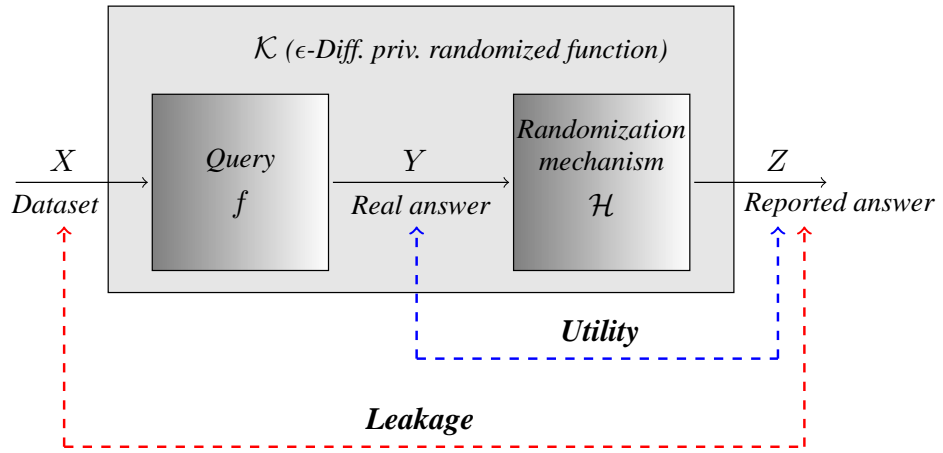 𝒦 (ϵ-Diff. priv. randomized function)
X
Dataset
Query
f
Y
Real answer
Randomization
mechanism
ℋ
Z
Reported answer
Utility
Leakage